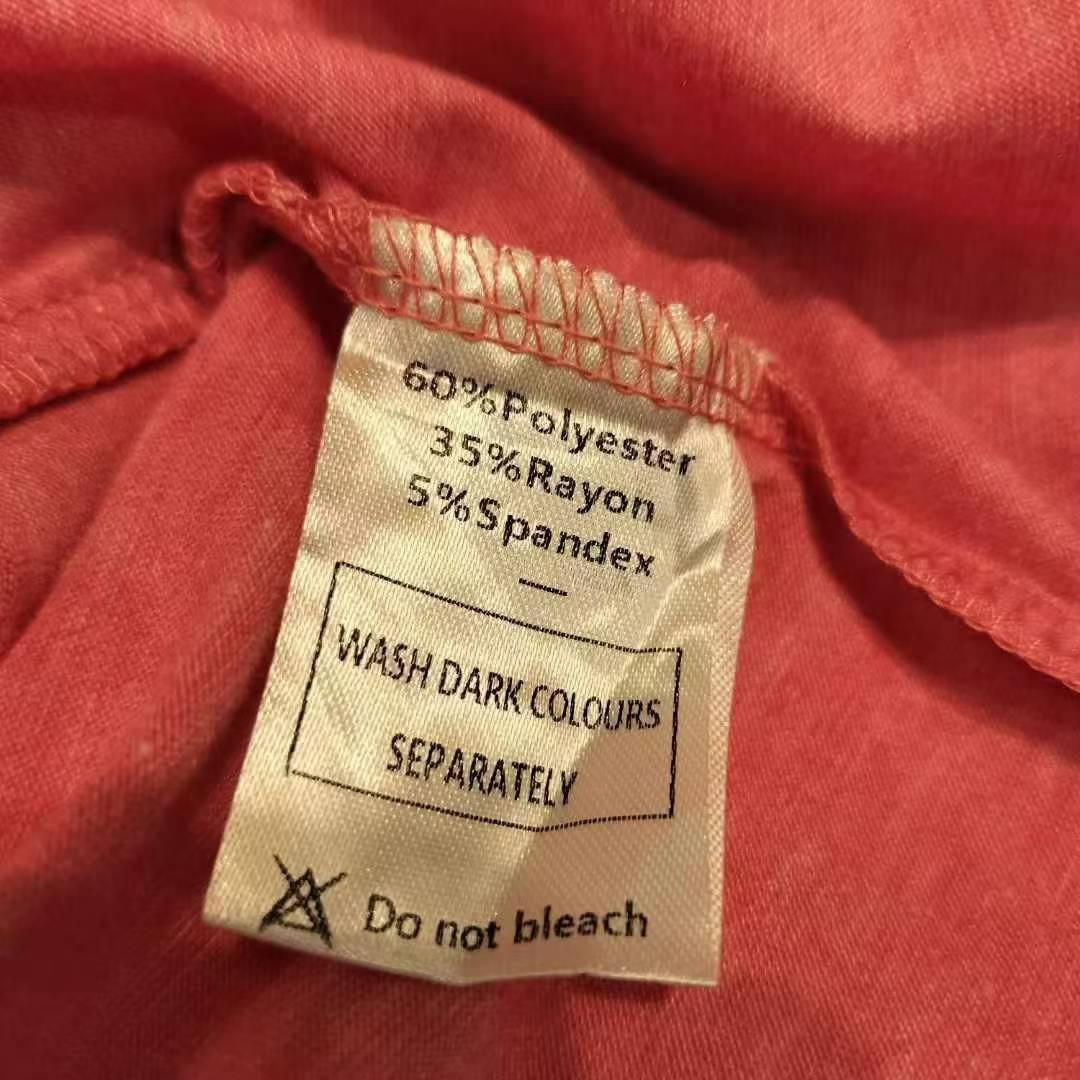 60%Polyester
35%Rayon
5%Spandex
—
WASH DARK COLOURS
SEPARATELY
Do not bleach